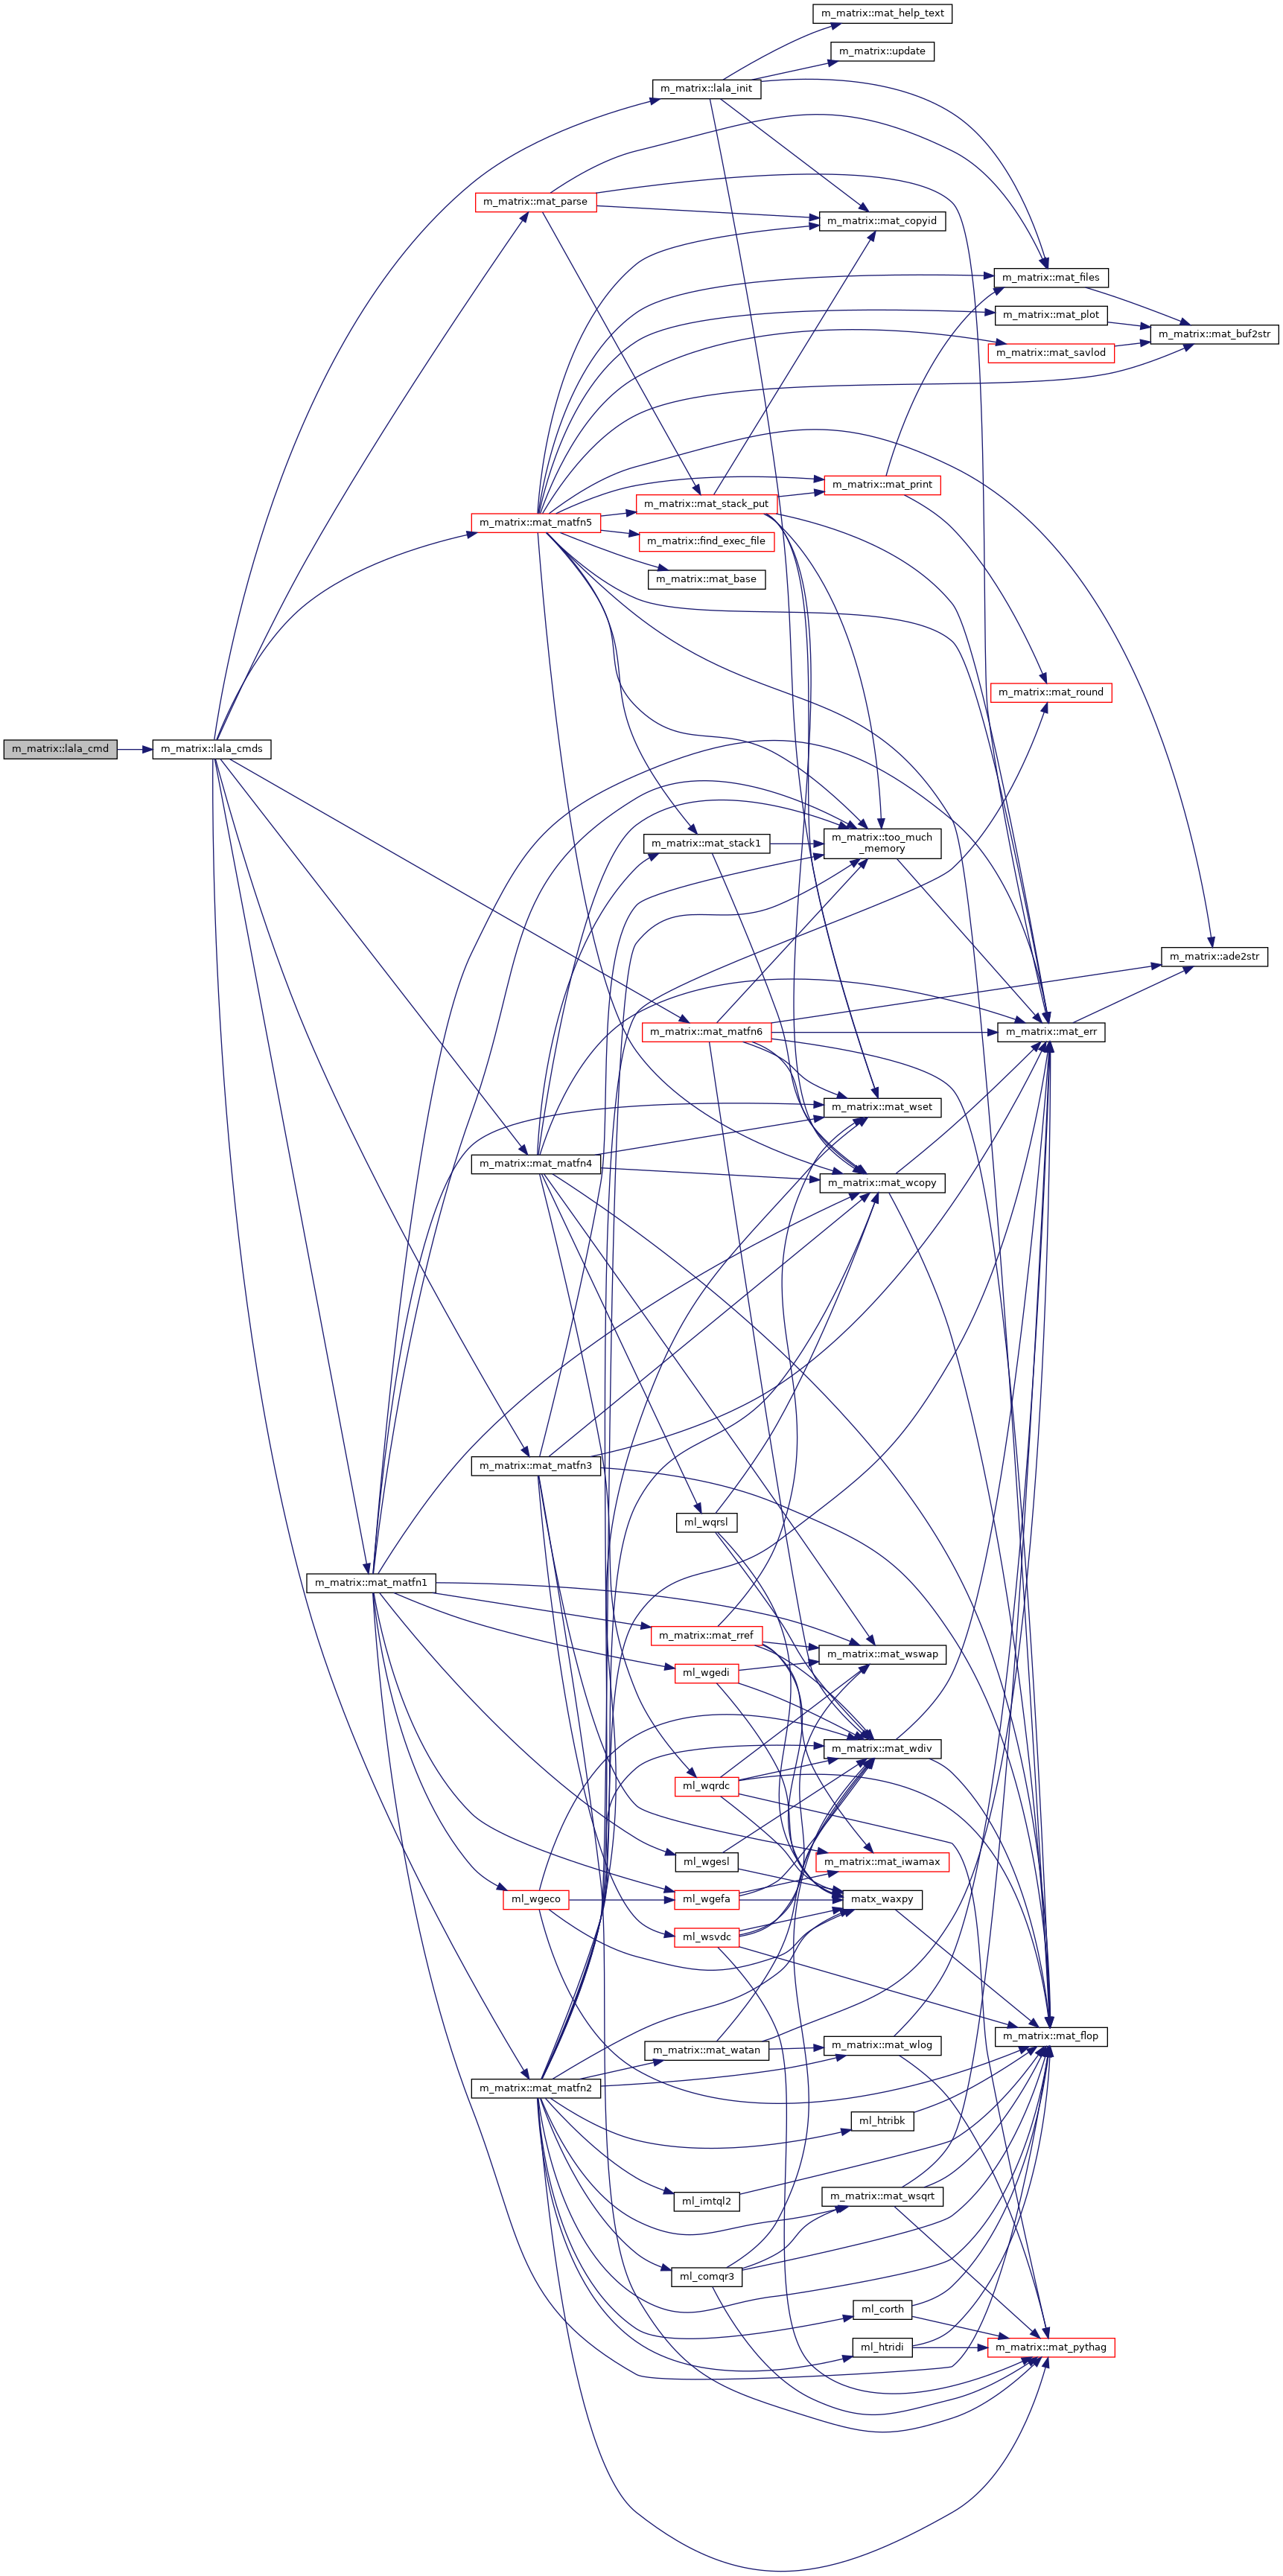 m_matrix::mat_help_text
m_matrix::update
m_matrix::lala_init
m_matrix::mat_parse
m_matrix::mat_copyid
m_matrix::mat_files
m_matrix::mat_plot
m_matrix::mat_buf2str
m_matrix::mat_savlod
m_matrix::mat_print
m_matrix::mat_stack_put
m_matrix::mat_matfn5
m_matrix::find_exec_file
m_matrix::mat_base
m_matrix::mat_round
m_matrix::lala_cmd
m_matrix::lala_cmds
m_matrix::too_much
_memory
m_matrix::mat_stack1
m_matrix::ade2str
m_matrix::mat_matfn6
m_matrix::mat_err
m_matrix::mat_wset
m_matrix::mat_matfn4
m_matrix::mat_wcopy
m_matrix::mat_matfn3
ml_wqrsl
m_matrix::mat_matfn1
m_matrix::mat_rref
m_matrix::mat_wswap
ml_wgedi
m_matrix::mat_wdiv
ml_wqrdc
ml_wgesl
m_matrix::mat_iwamax
ml_wgeco
ml_wgefa
matx_waxpy
ml_wsvdc
m_matrix::mat_flop
m_matrix::mat_wlog
m_matrix::mat_watan
m_matrix::mat_matfn2
ml_htribk
m_matrix::mat_wsqrt
ml_imtql2
ml_comqr3
ml_corth
ml_htridi
m_matrix::mat_pythag